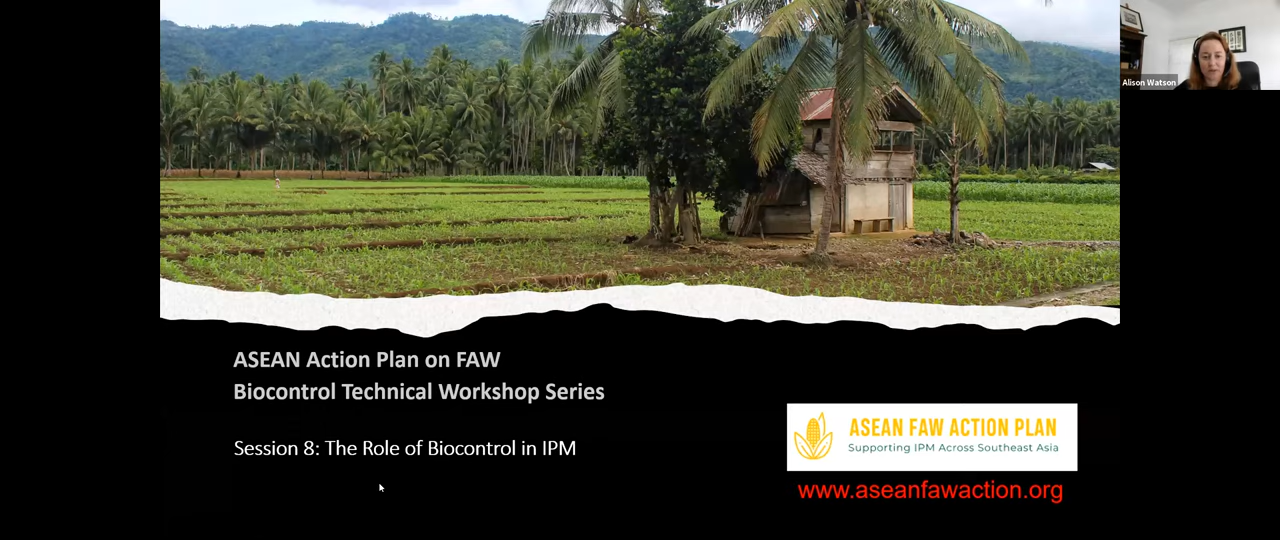 Alison Watson
ASEAN Action Plan on FAW
Biocontrol Technical Workshop Series
Session 8: The Role of Biocontrol in IPM
ASEAN FAW ACTION PLAN
Supporting IPM Across Southeast Asia
www.aseanfawaction.org